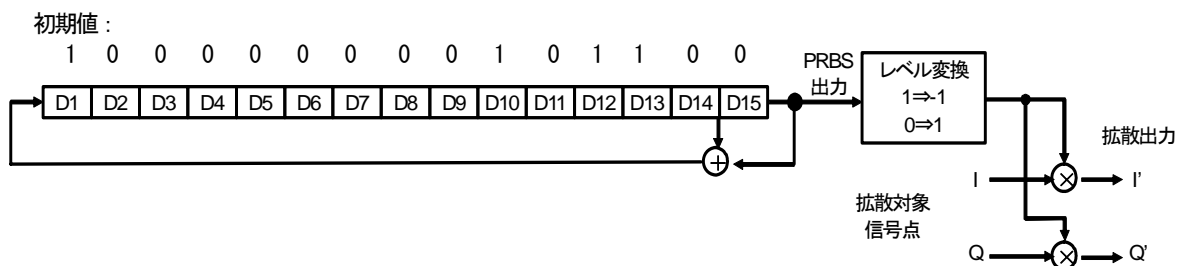 初期値：
1 0 0 0 0 0 0 0 0 1 0 1 1 0 0
D1 D2 D3 D4 D5 D6 D7 D8 D9 D10 D11 D12 D13 D14 D15
PRBS
出力
レベル変換
1⇒-1
0⇒1
拡散出力
I
I'
拡散対象
信号点
Q
Q'